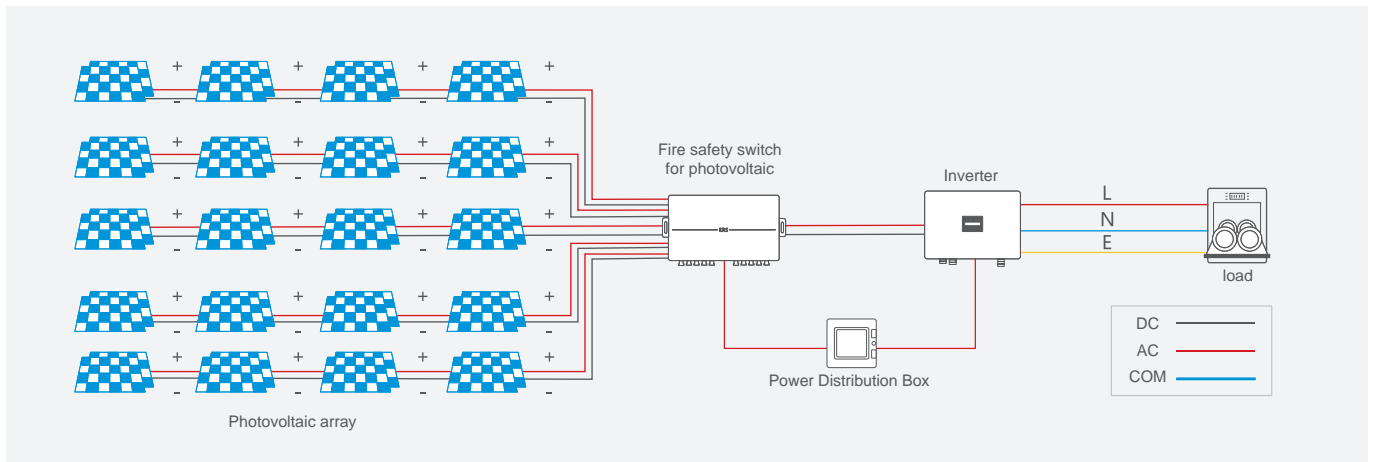 + + + +
- - - -
+ + + +
- - - -
+ + + +
- - - -
+ + + +
- - - -
+ + + +
- - - -
Photovoltaic array
Fire safety switch
for photovoltaic
Inverter
L
N
E
load
Power Distribution Box
DC
AC
COM